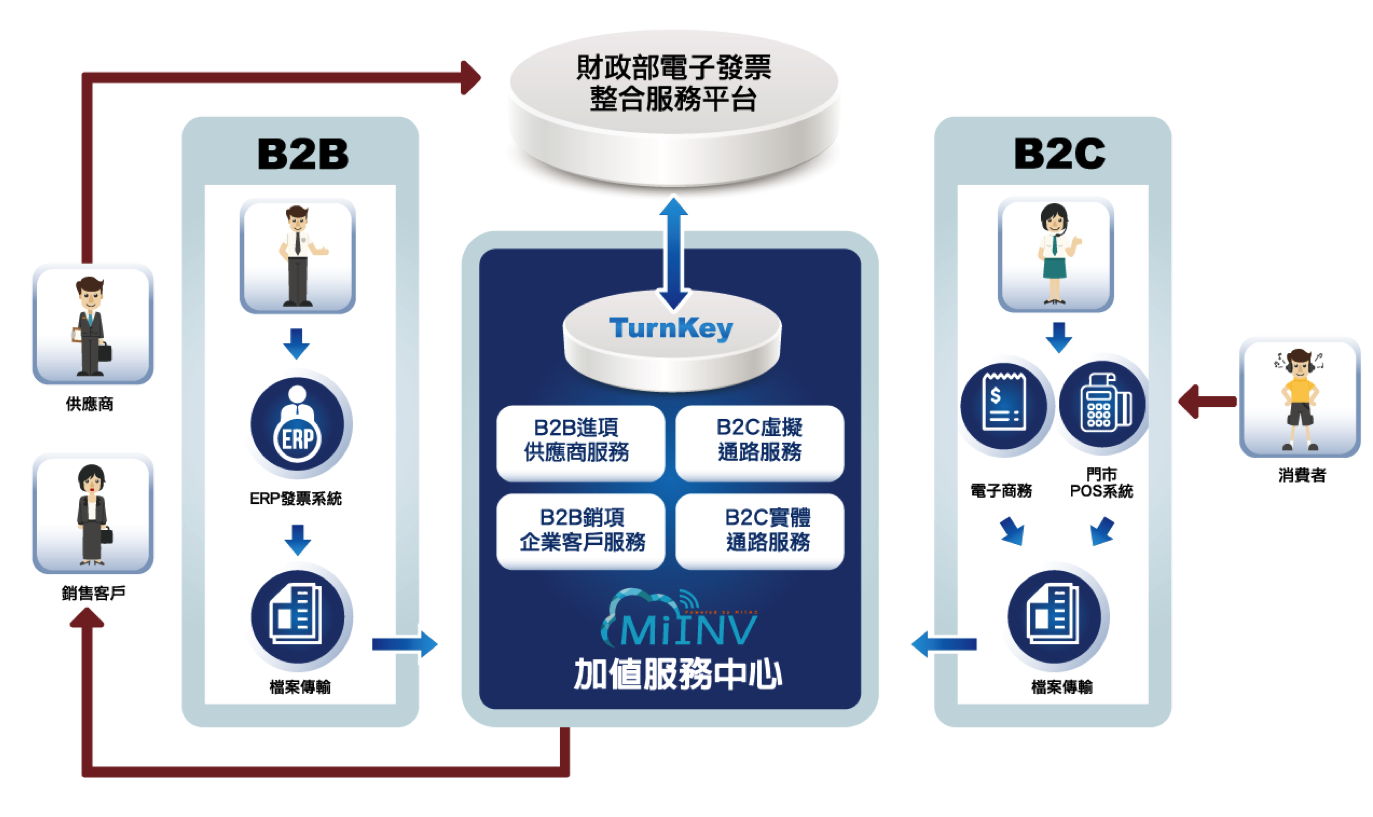 財政部電子發票
整合服務平台
B2B
B2C
供應商
銷售客戶
ERP
ERP發票系統
檔案傳輸
TurnKey
B2B進項
供應商服務
B2C虛擬
通路服務
B2B銷項
企業客戶服務
B2C實體
通路服務
Powered by MiTAC
MiINV
加值服務中心
$
電子商務
門市
POS系統
檔案傳輸
消費者